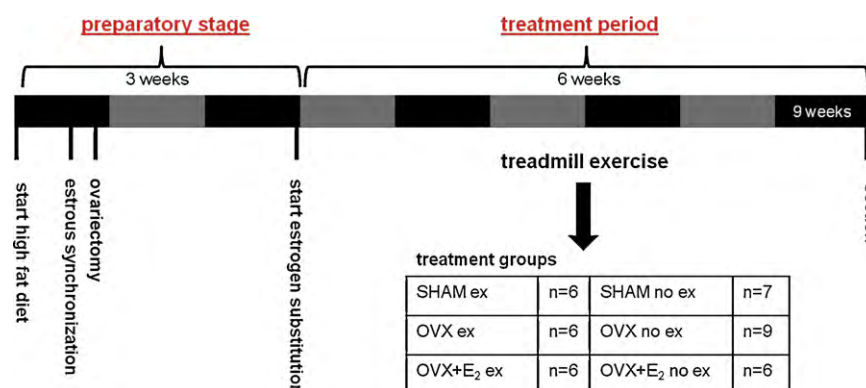 preparatory stage
treatment period
3 weeks
6 weeks
9 weeks
start high fat diet
estrous synchronization
ovariectomy
start estrogen substitution
treadmill exercise
treatment groups
SHAM ex n=6 SHAM no ex n=7
OVX ex n=6 OVX no ex n=9
OVX+E₂ ex n=6 OVX+E₂ no ex n=6